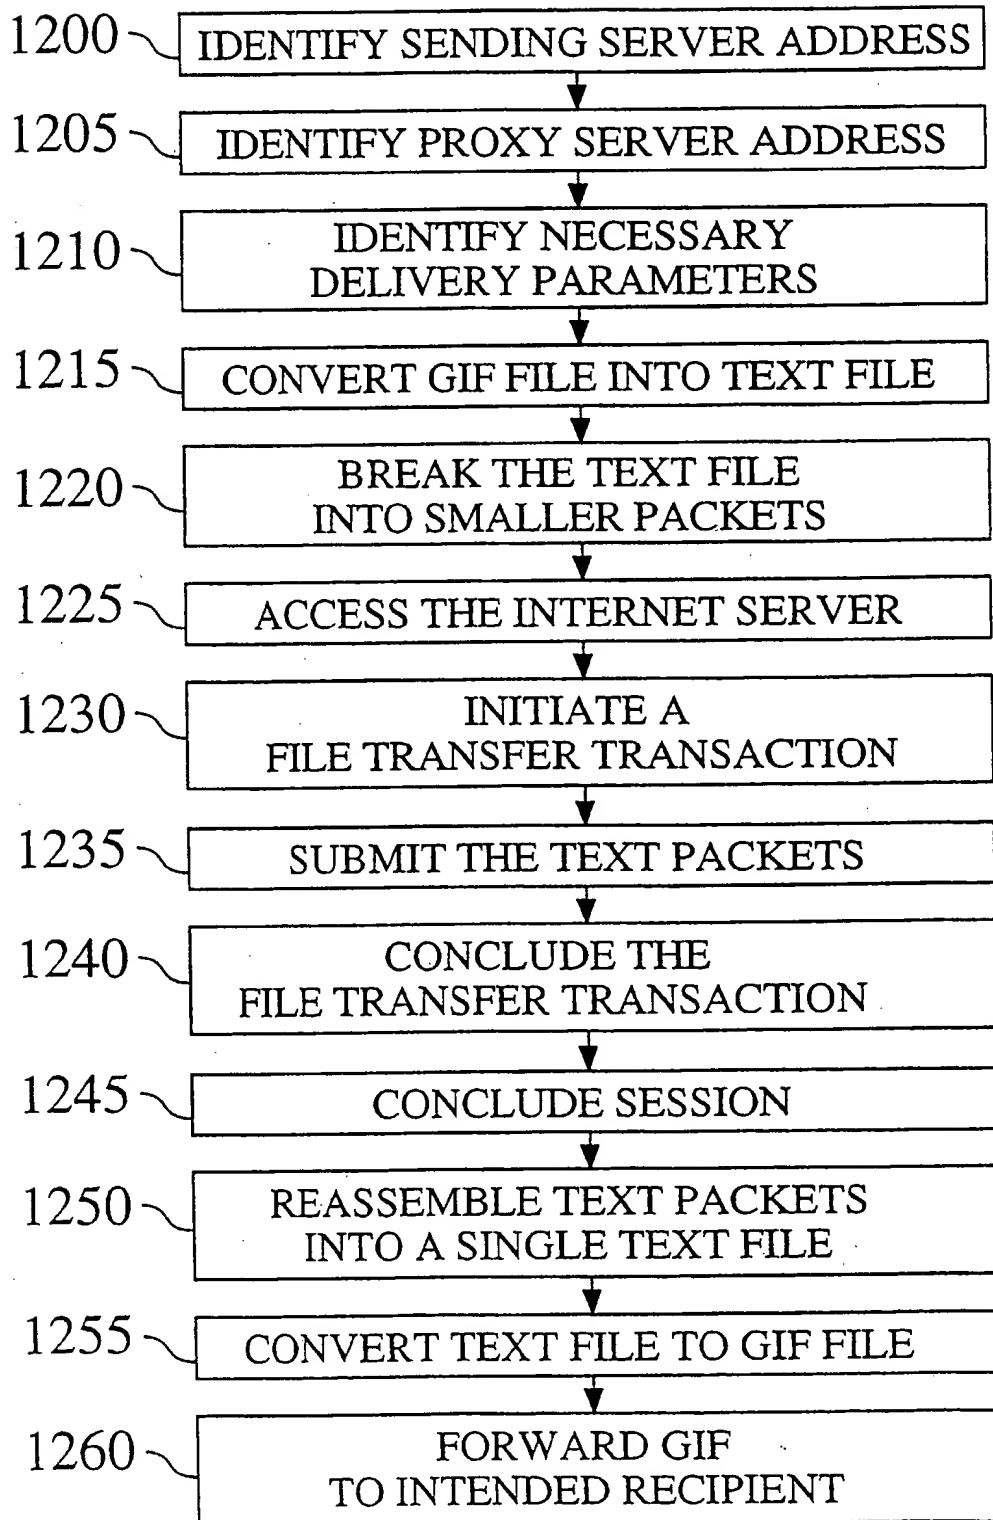 1200 IDENTIFY SENDING SERVER ADDRESS
1205 IDENTIFY PROXY SERVER ADDRESS
1210 IDENTIFY NECESSARY
DELIVERY PARAMETERS
1215 CONVERT GIF FILE INTO TEXT FILE
1220 BREAK THE TEXT FILE
INTO SMALLER PACKETS
1225 ACCESS THE INTERNET SERVER
1230 INITIATE A
FILE TRANSFER TRANSACTION
1235 SUBMIT THE TEXT PACKETS
1240 CONCLUDE THE
FILE TRANSFER TRANSACTION
1245 CONCLUDE SESSION
1250 REASSEMBLE TEXT PACKETS
INTO A SINGLE TEXT FILE
1255 CONVERT TEXT FILE TO GIF FILE
1260 FORWARD GIF
TO INTENDED RECIPIENT